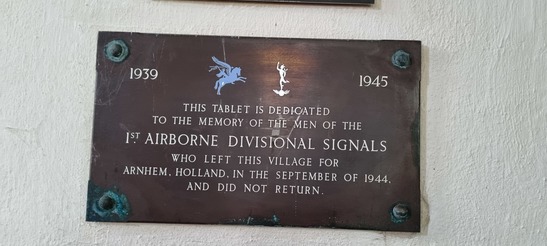 1939 1945
THIS TABLET IS DEDICATED
TO THE MEMORY OF THE MEN OF THE
1ST AIRBORNE DIVISIONAL SIGNALS
WHO LEFT THIS VILLAGE FOR
ARNHEM, HOLLAND, IN THE SEPTEMBER OF 1944,
AND DID NOT RETURN.